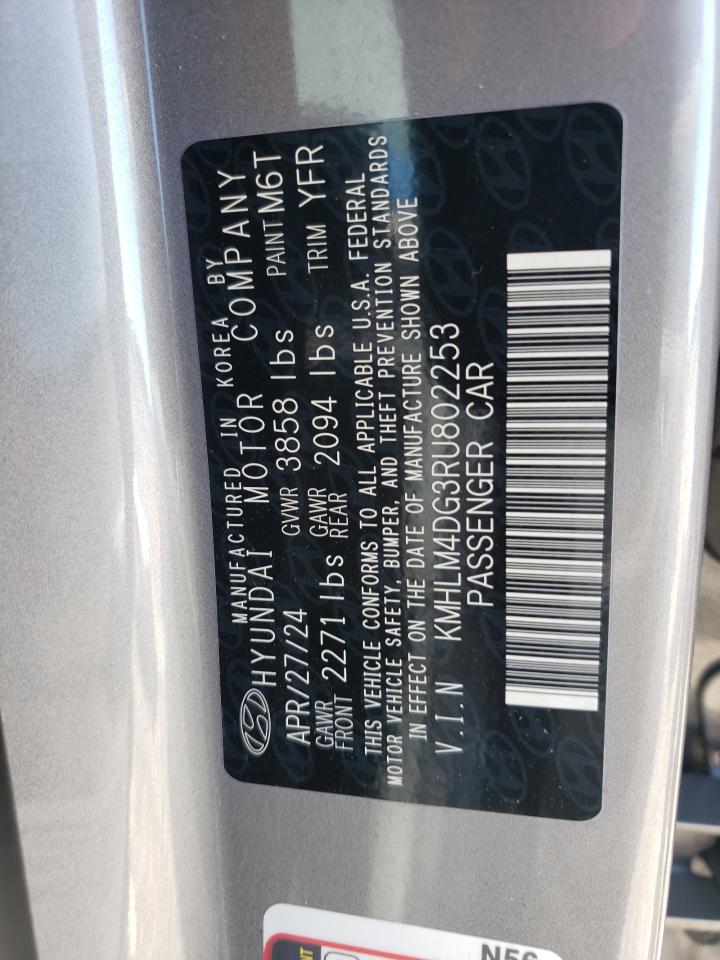 MANUFACTURED IN KOREA BY
HYUNDAI MOTOR COMPANY
APR/27/24 GVWR 3858 lbs PAINT M6T
GAWR FRONT 2271 lbs GAWR REAR 2094 lbs TRIM YFR
THIS VEHICLE CONFORMS TO ALL APPLICABLE U.S.A. FEDERAL
MOTOR VEHICLE SAFETY, BUMPER, AND THEFT PREVENTION STANDARDS
IN EFFECT ON THE DATE OF MANUFACTURE SHOWN ABOVE
V.I.N KMHLM4DG3RU802253
PASSENGER CAR